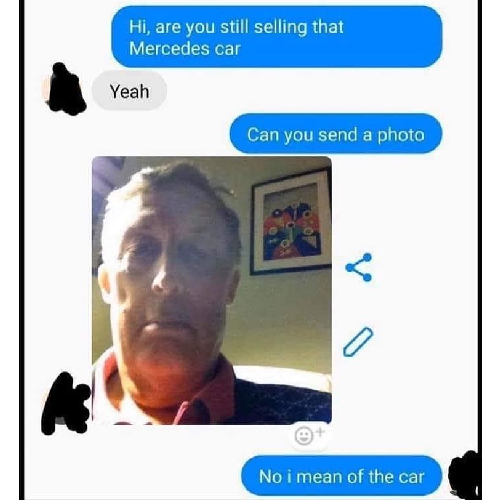 Hi, are you still selling that
Mercedes car
Yeah
Can you send a photo
No i mean of the car